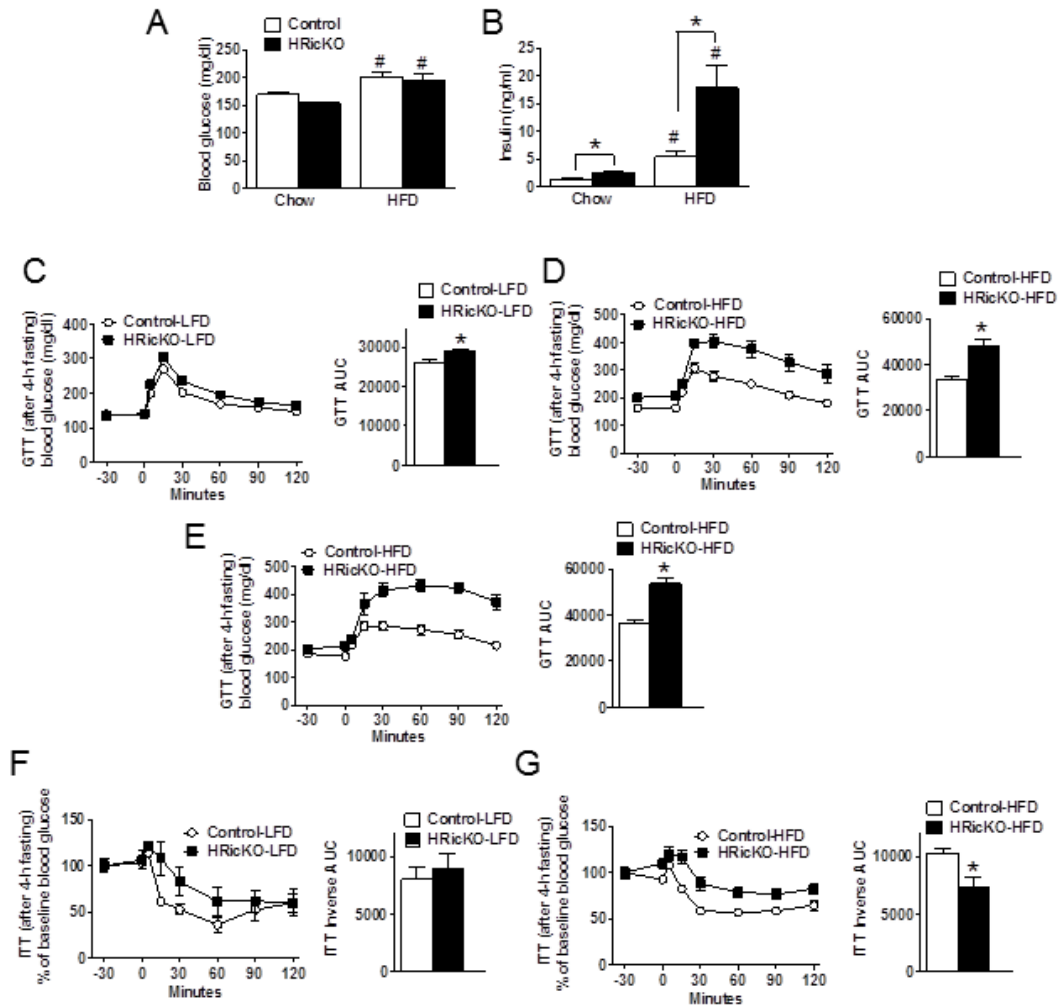 A
Control
HRicKO
Blood glucose (mg/dl)
250
200
150
100
50
0
# #
Chow HFD
B
*
#
*
#
Insulin (ng/ml)
25
20
15
10
5
0
Chow HFD
C
Control-LFD
HRicKO-LFD
GTT (after 4-h fasting)
blood glucose (mg/dl)
400
300
200
100
0
-30 0 30 60 90 120
Minutes
Control-LFD
HRicKO-LFD
*
GTT AUC
30000
20000
10000
0
D
Control-HFD
HRicKO-HFD
GTT (after 4-h fasting)
blood glucose (mg/dl)
500
400
300
200
100
0
-30 0 30 60 90 120
Minutes
Control-HFD
HRicKO-HFD
*
GTT AUC
60000
40000
20000
0
E
Control-HFD
HRicKO-HFD
GTT (after 4-hfasting)
blood glucose (mg/dl)
500
400
300
200
100
0
-30 0 30 60 90 120
Minutes
Control-HFD
HRicKO-HFD
*
GTT AUC
60000
40000
20000
0
F
Control-LFD
HRicKO-LFD
ITT (after 4-h fasting)
% of baseline blood glucose
150
100
50
0
-30 0 30 60 90 120
Minutes
Control-LFD
HRicKO-LFD
ITT Inverse AUC
10000
5000
0
G
Control-HFD
HRicKO-HFD
ITT (after 4-h fasting)
% of baseline blood glucose
150
100
50
0
-30 0 30 60 90 120
Minutes
Control-HFD
HRicKO-HFD
*
ITT Inverse AUC
10000
5000
0